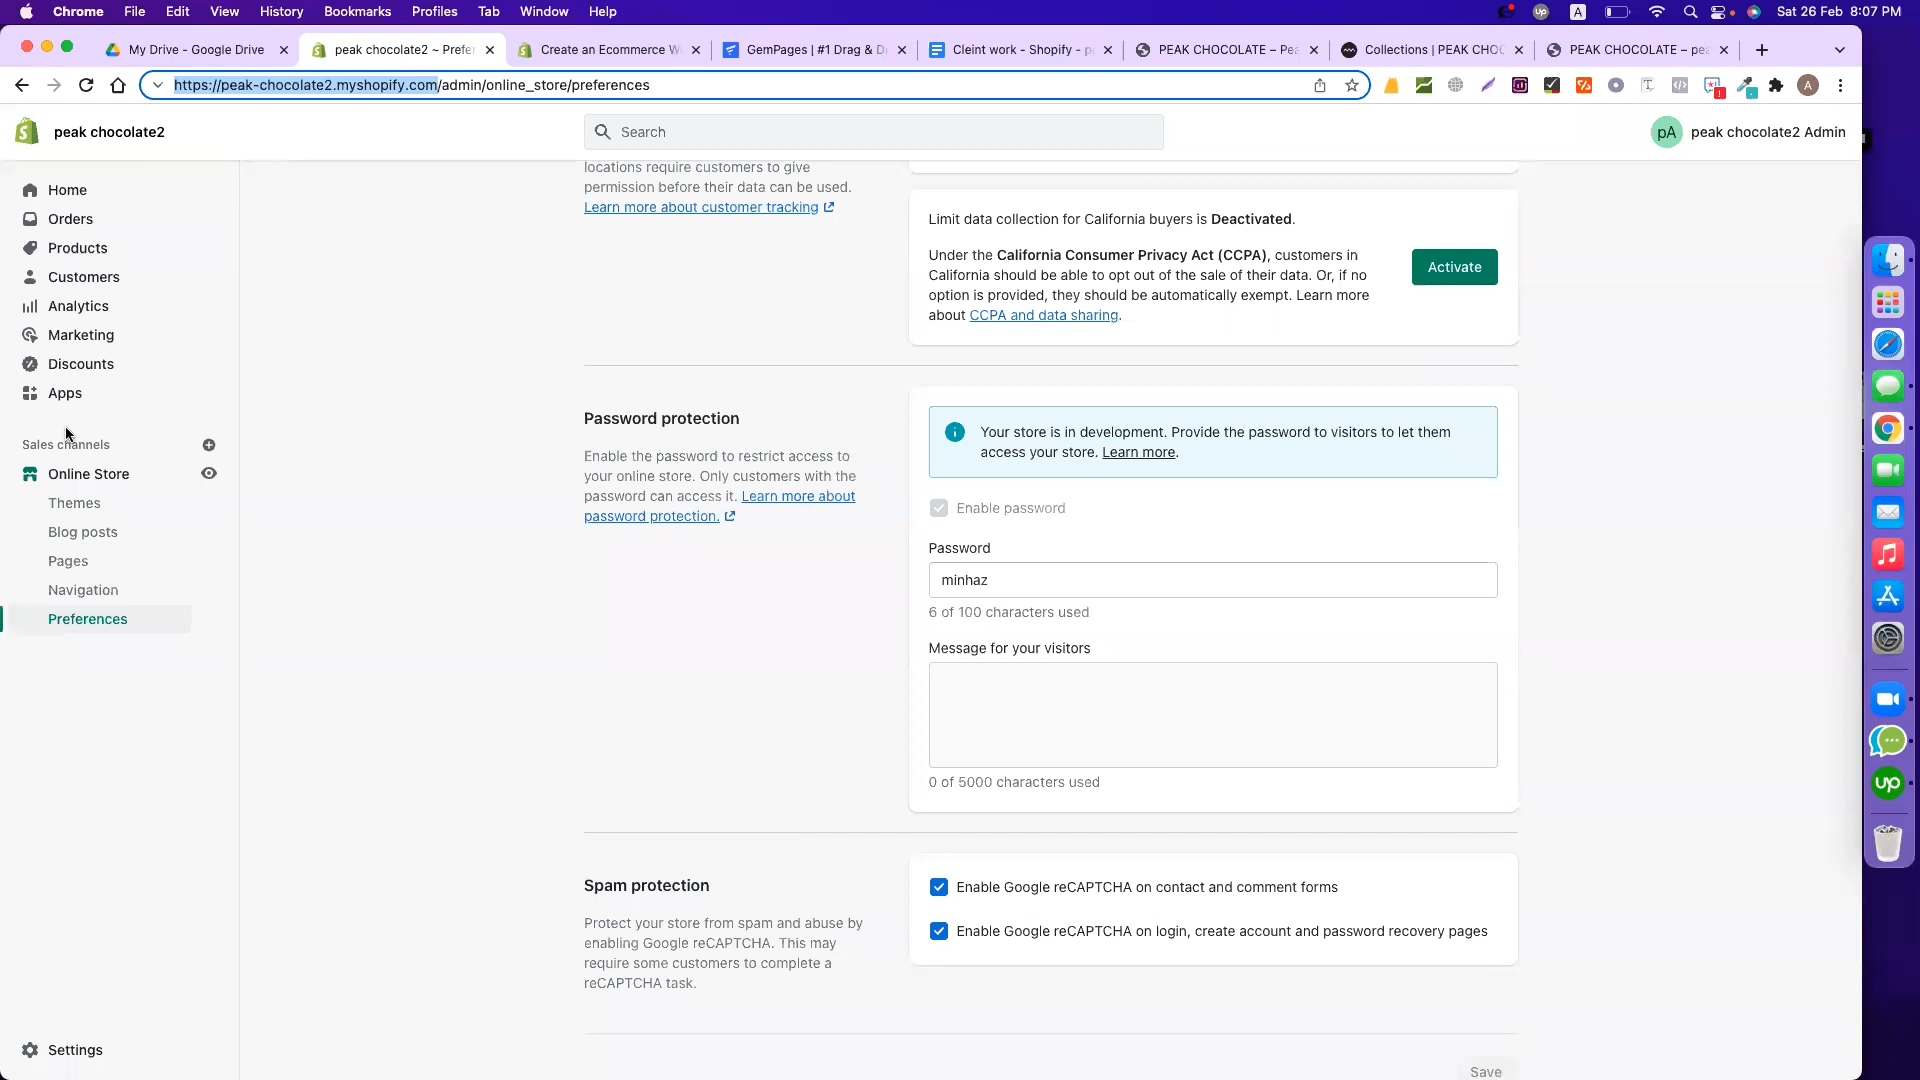 Chrome File Edit View History Bookmarks Profiles Tab Window Help
up A Sat 26 Feb 8:07 PM
My Drive - Google Drive
peak chocolate2 ~ Prefer
Create an Ecommerce W
GemPages | #1 Drag & D
Cleint work - Shopify - p
PEAK CHOCOLATE – Pe
Collections | PEAK CHOC
PEAK CHOCOLATE – pe
https://peak-chocolate2.myshopify.com/admin/online_store/preferences
A
peak chocolate2
Search
pA peak chocolate2 Admin
Home
Orders
Products
Customers
Analytics
Marketing
Discounts
Apps
Sales channels
Online Store
Themes
Blog posts
Pages
Navigation
Preferences
Settings
locations require customers to give
permission before their data can be used.
Learn more about customer tracking
Limit data collection for California buyers is Deactivated.
Under the California Consumer Privacy Act (CCPA), customers in
California should be able to opt out of the sale of their data. Or, if no
option is provided, they should be automatically exempt. Learn more
about CCPA and data sharing.
Activate
Password protection
Enable the password to restrict access to
your online store. Only customers with the
password can access it. Learn more about
password protection.
Your store is in development. Provide the password to visitors to let them
access your store. Learn more.
Enable password
Password
minhaz
6 of 100 characters used
Message for your visitors
0 of 5000 characters used
Spam protection
Protect your store from spam and abuse by
enabling Google reCAPTCHA. This may
require some customers to complete a
reCAPTCHA task.
Enable Google reCAPTCHA on contact and comment forms
Enable Google reCAPTCHA on login, create account and password recovery pages
Save
up